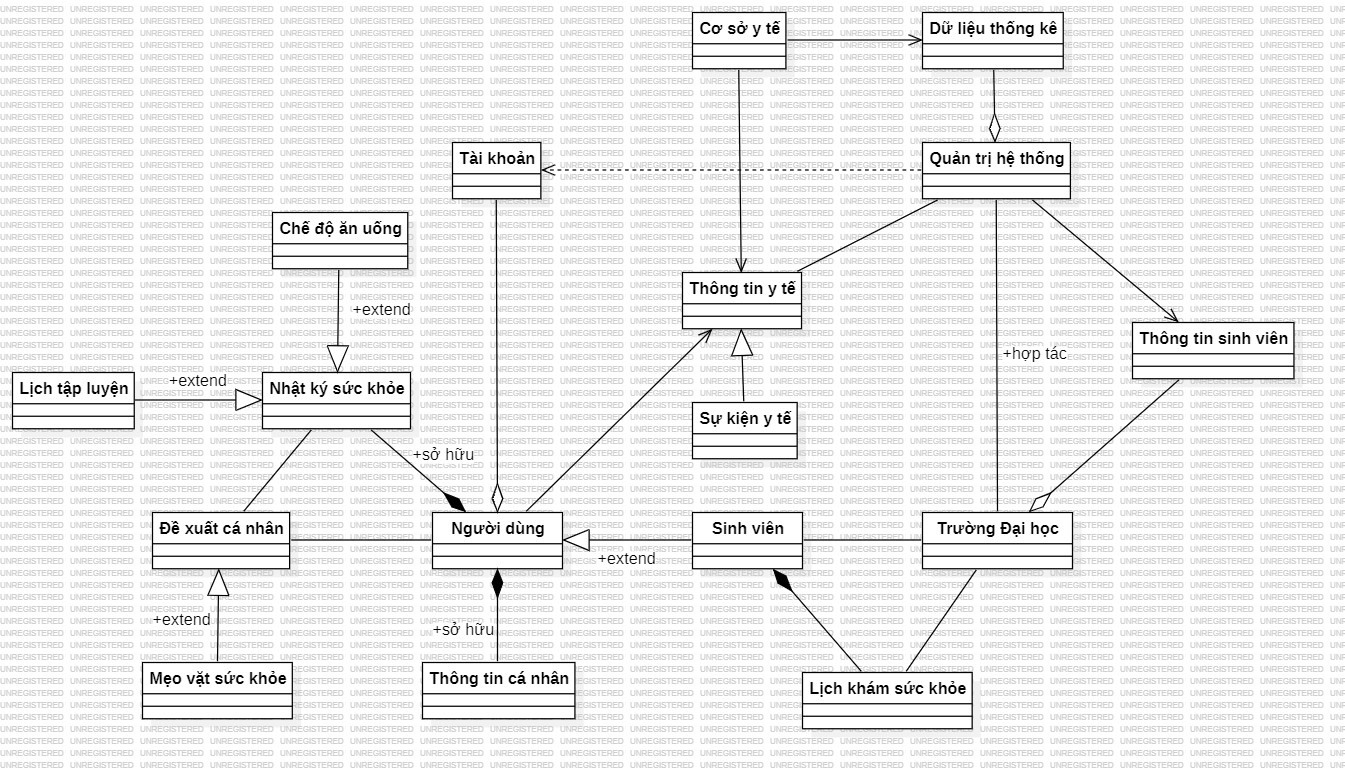 Cơ sở y tế
Dữ liệu thống kê
Tài khoản
Quản trị hệ thống
Chế độ ăn uống
+extend
Thông tin y tế
Thông tin sinh viên
+hợp tác
Lịch tập luyện
+extend
Nhật ký sức khỏe
Sự kiện y tế
+sở hữu
Đề xuất cá nhân
Người dùng
+extend
Sinh viên
Trường Đại học
+extend
+sở hữu
Mẹo vặt sức khỏe
Thông tin cá nhân
Lịch khám sức khỏe
UNREGISTERED